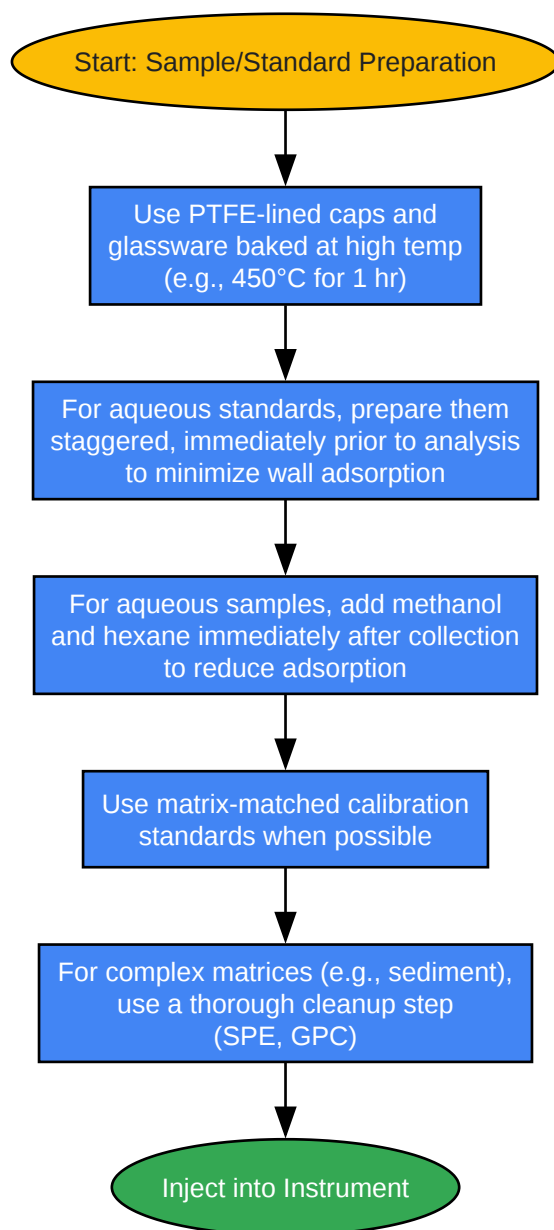 Start: Sample/Standard Preparation
Use PTFE-lined caps and
glassware baked at high temp
(e.g., 450°C for 1 hr)
For aqueous standards, prepare them
staggered, immediately prior to analysis
to minimize wall adsorption
For aqueous samples, add methanol
and hexane immediately after collection
to reduce adsorption
Use matrix-matched calibration
standards when possible
For complex matrices (e.g., sediment),
use a thorough cleanup step
(SPE, GPC)
Inject into Instrument